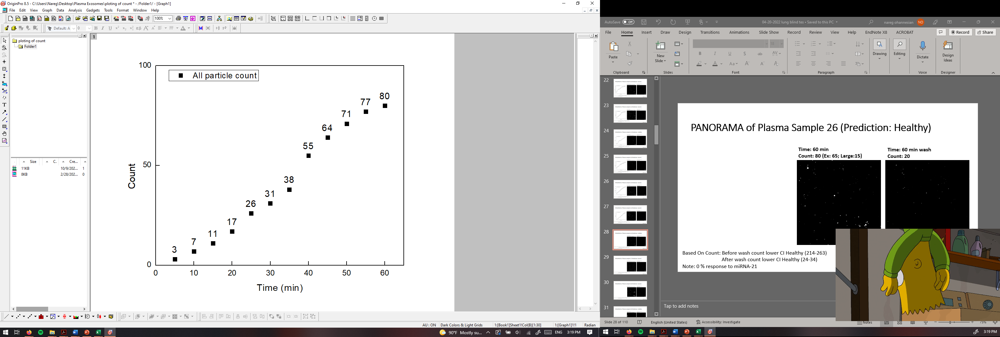 OriginPro 8.5 - C:\Users\Nareg\Desktop\Plasma Exosomes\ploting of count * - /Folder1/ - [Graph1]
File Edit View Graph Data Analysis Gadgets Tools Format Window Help
100%
Default: A 0 B I U
ploting of count
Folder1
1
Size C. Cre...
11KB 10/9/202... 1
8KB 2/28/202... 0
100
50
0
Count
All particle count
3
7
11
17
26
31
38
55
64
71
77
80
0 10 20 30 40 50 60
Time (min)
AU : ON Dark Colors & Light Grids 1:[Book1]Sheet1!Col(B)[1:30] 1:[Graph1]1!1 Radian
90°F Mostly su... ENG 3:19 PM
AutoSave Off 04-20-2022 lung blind tes • Saved to this PC nareg ohannesian NO
File Home Insert Draw Design Transitions Animations Slide Show Record Review View Help EndNote X8 ACROBAT Record Share
Paste
New Slide
18
B I U S ab AV
Aa A A
Drawing
Editing
Dictate
Design Ideas
Clipboard Slides Font Paragraph Voice Designer
22
23
24
25
26
27
28
29
30
31
PANORAMA of Plasma Sample 26 (Prediction: Healthy)
Time: 60 min
Count: 80 (Ex: 65; Large:15)
Time: 60 min wash
Count: 20
Based On Count: Before wash count lower CI Healthy (214-263)
After wash count lower CI Healthy (24-34)
Note: 0 % response to miRNA-21
Tap to add notes
Slide 28 of 110 English (United States) Accessibility: Investigate Notes 75%
3:19 PM